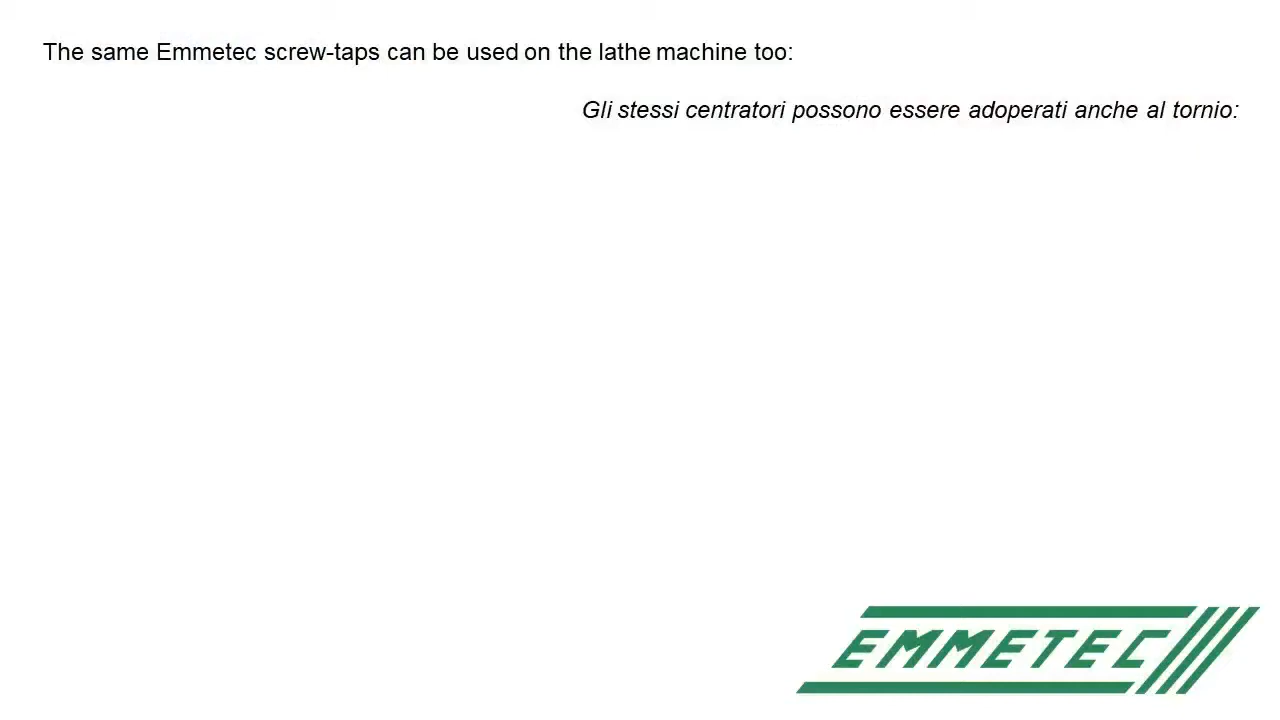 The same Emmetec screw-taps can be used on the lathe machine too:
Gli stessi centratori possono essere adoperati anche al tornio:
EMMETEC